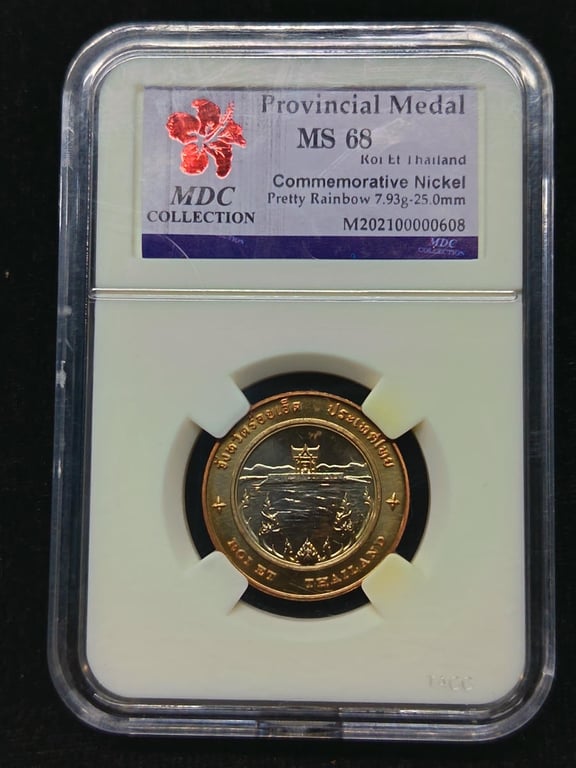 Provincial Medal
MS 68
Roi Et Thailand
Commemorative Nickel
Pretty Rainbow 7.93g-25.0mm
M202100000608
MDC
COLLECTION
MDC
COLLECTION
จังหวัดร้อยเอ็ด ประเทศไทย
ROI ET THAILAND